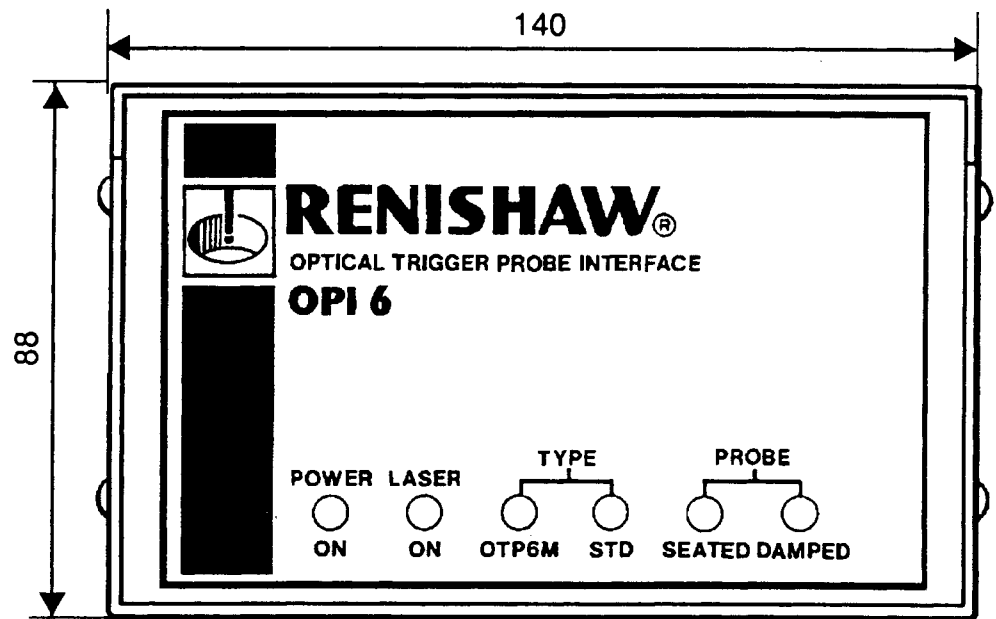 140
88
RENISHAW®
OPTICAL TRIGGER PROBE INTERFACE
OPI 6
TYPE PROBE
POWER LASER
ON ON OTP6M STD SEATED DAMPED